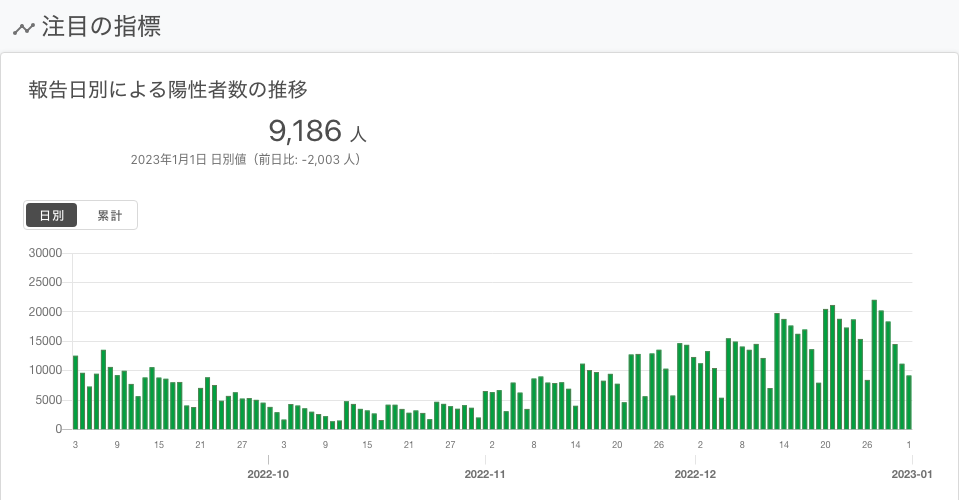 注目の指標
報告日別による陽性者数の推移
9,186 人
2023年1月1日 日別値（前日比: -2,003 人）
日別 累計
30000
25000
20000
15000
10000
5000
0
3 9 15 21 27 3 9 15 21 27 2 8 14 20 26 2 8 14 20 26 1
2022-10 2022-11 2022-12 2023-01